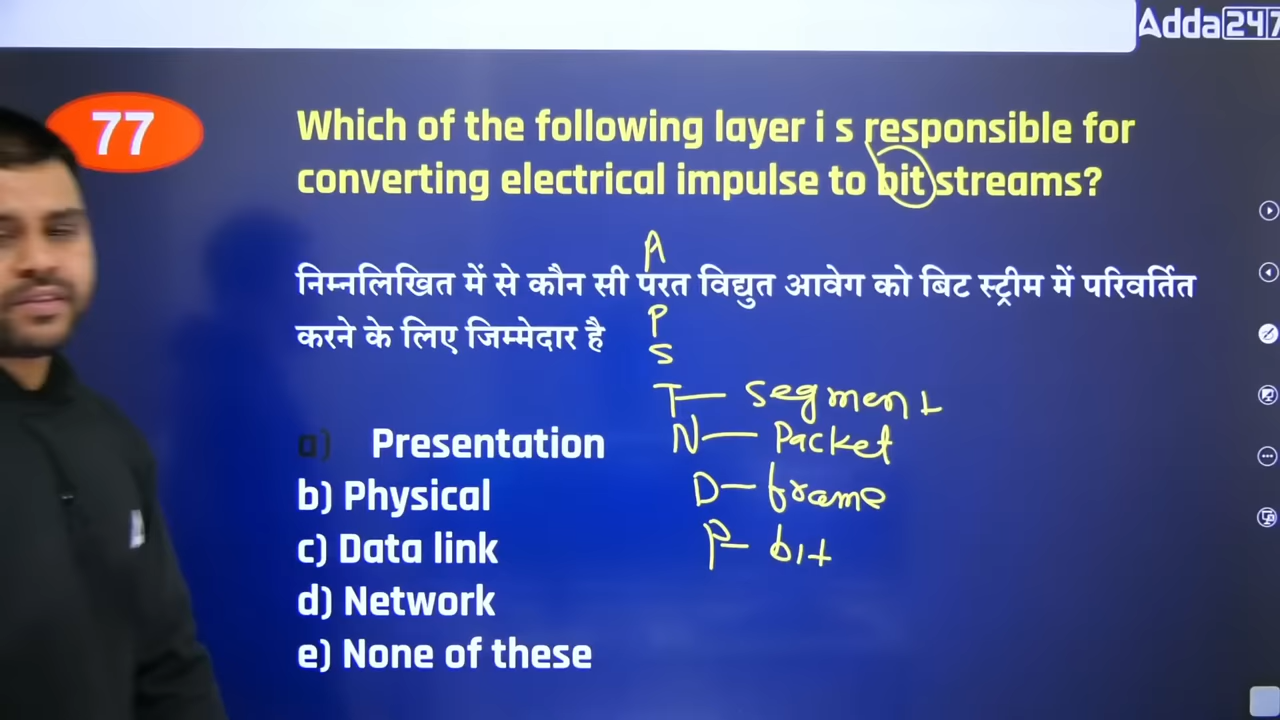 Adda247
77
Which of the following layer i s responsible for
converting electrical impulse to bit streams?
A
निम्नलिखित में से कौन सी परत विद्युत आवेग को बिट स्ट्रीम में परिवर्तित
करने के लिए जिम्मेदार है
P
S
T— Segment
a) Presentation
N— Packet
b) Physical
D— frame
c) Data link
P— bit
d) Network
e) None of these